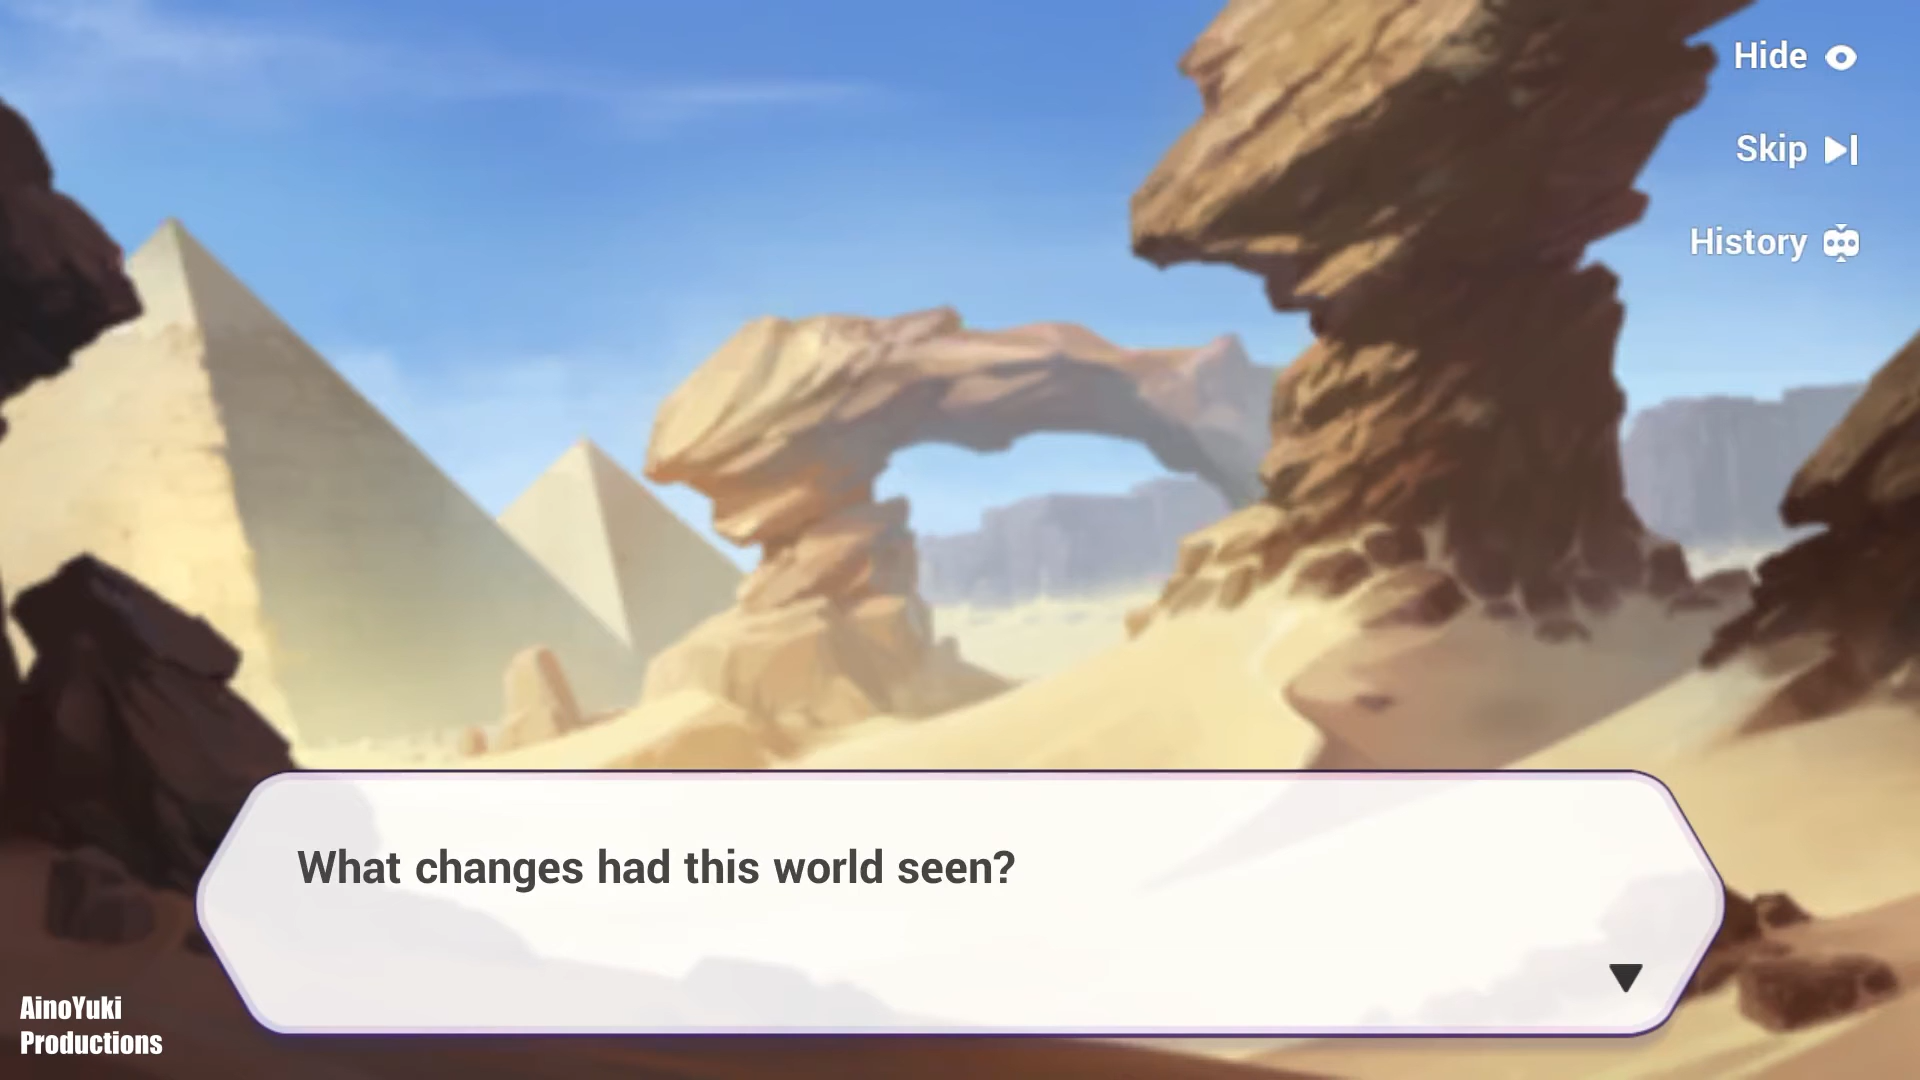 Hide
Skip
History
What changes had this world seen?
AinoYuki
Productions